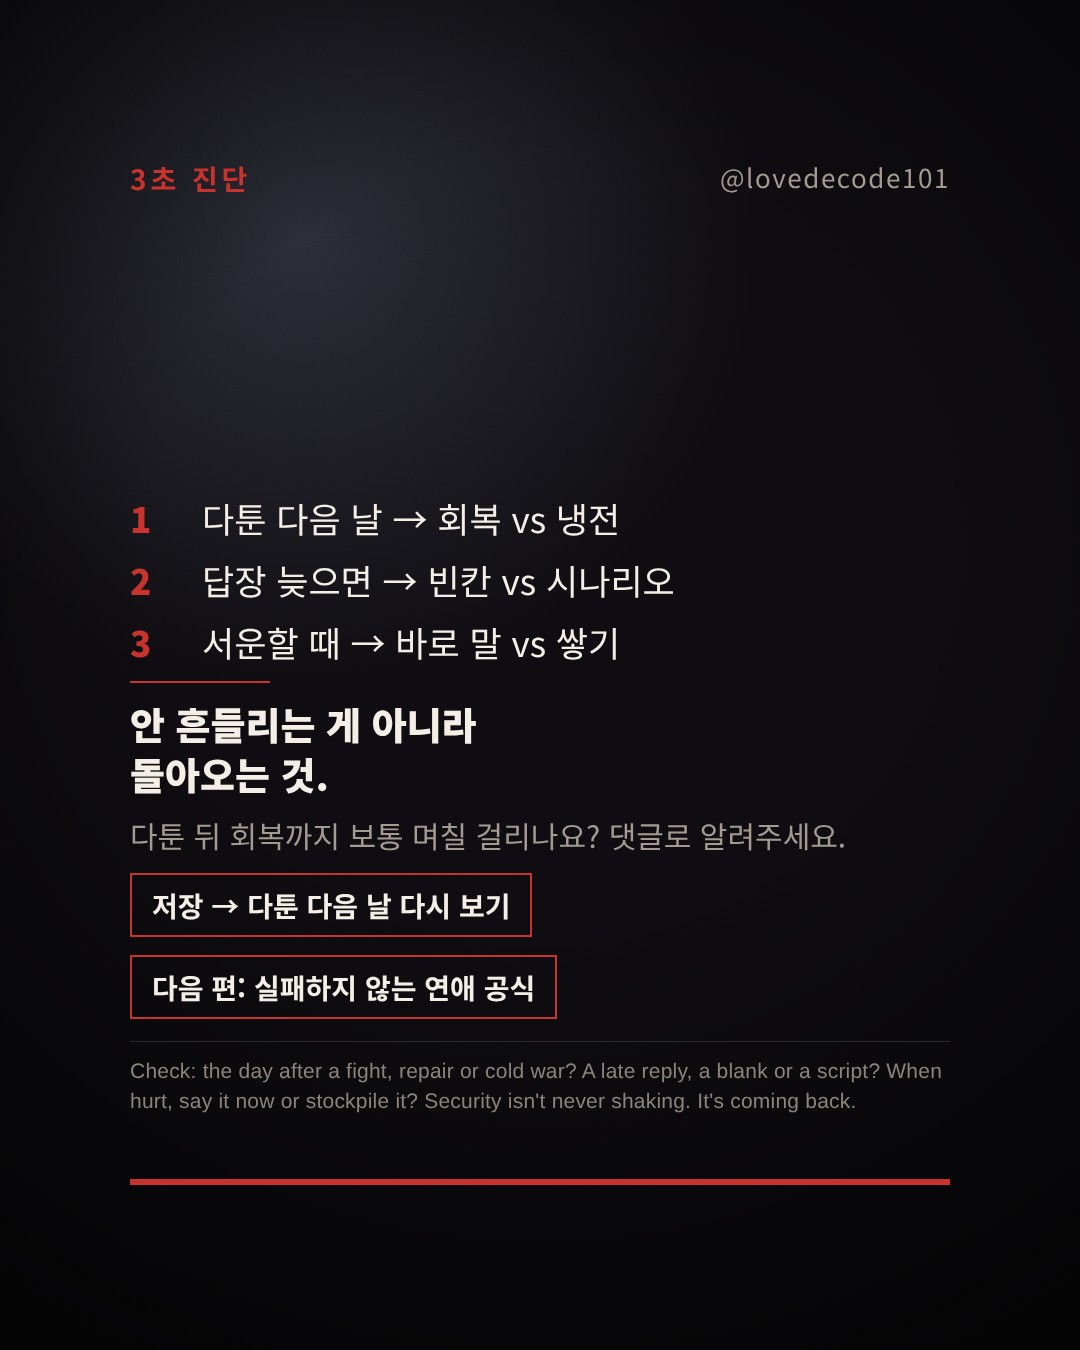 3초 진단
@lovedecode101
1 다툰 다음 날 → 회복 vs 냉전
2 답장 늦으면 → 빈칸 vs 시나리오
3 서운할 때 → 바로 말 vs 쌓기
안 흔들리는 게 아니라
돌아오는 것.
다툰 뒤 회복까지 보통 며칠 걸리나요? 댓글로 알려주세요.
저장 → 다툰 다음 날 다시 보기
다음 편: 실패하지 않는 연애 공식
Check: the day after a fight, repair or cold war? A late reply, a blank or a script? When
hurt, say it now or stockpile it? Security isn't never shaking. It's coming back.